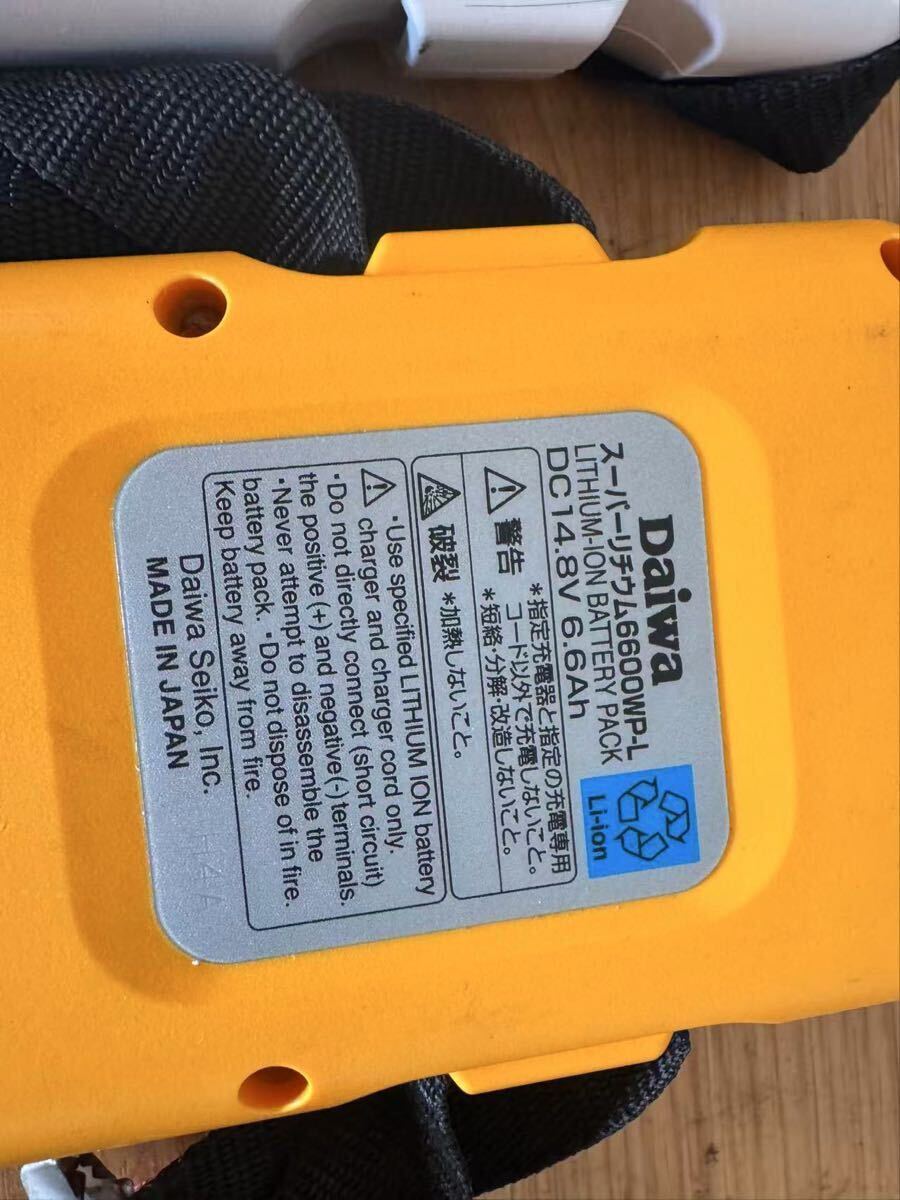 Daiwa
スーパーリチウム6600WP-L
LITHIUM-ION BATTERY PACK
DC 14.8V 6.6Ah
Li-ion
警告
*指定充電器と指定の充電専用
コード以外で充電しないこと。
*短絡・分解・改造しないこと。
破裂 *加熱しないこと。
・Use specified LITHIUM ION battery
charger and charger cord only.
・Do not directly connect (short circuit)
the positive (+) and negative (-) terminals.
・Never attempt to disassemble the
battery pack. ・Do not dispose of in fire.
Keep battery away from fire.
Daiwa Seiko, Inc.
MADE IN JAPAN